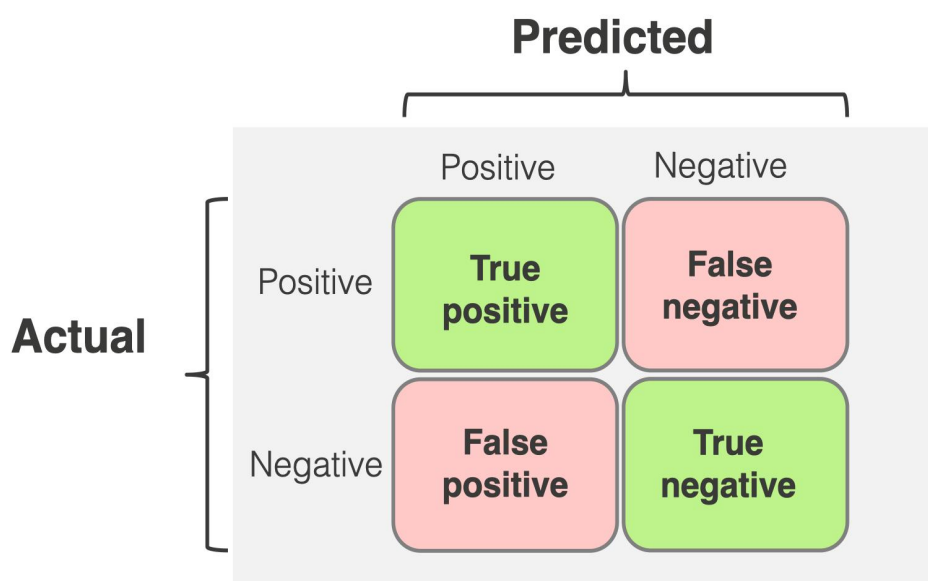 Predicted
Positive Negative
Actual
Positive
True
positive
False
negative
Negative
False
positive
True
negative